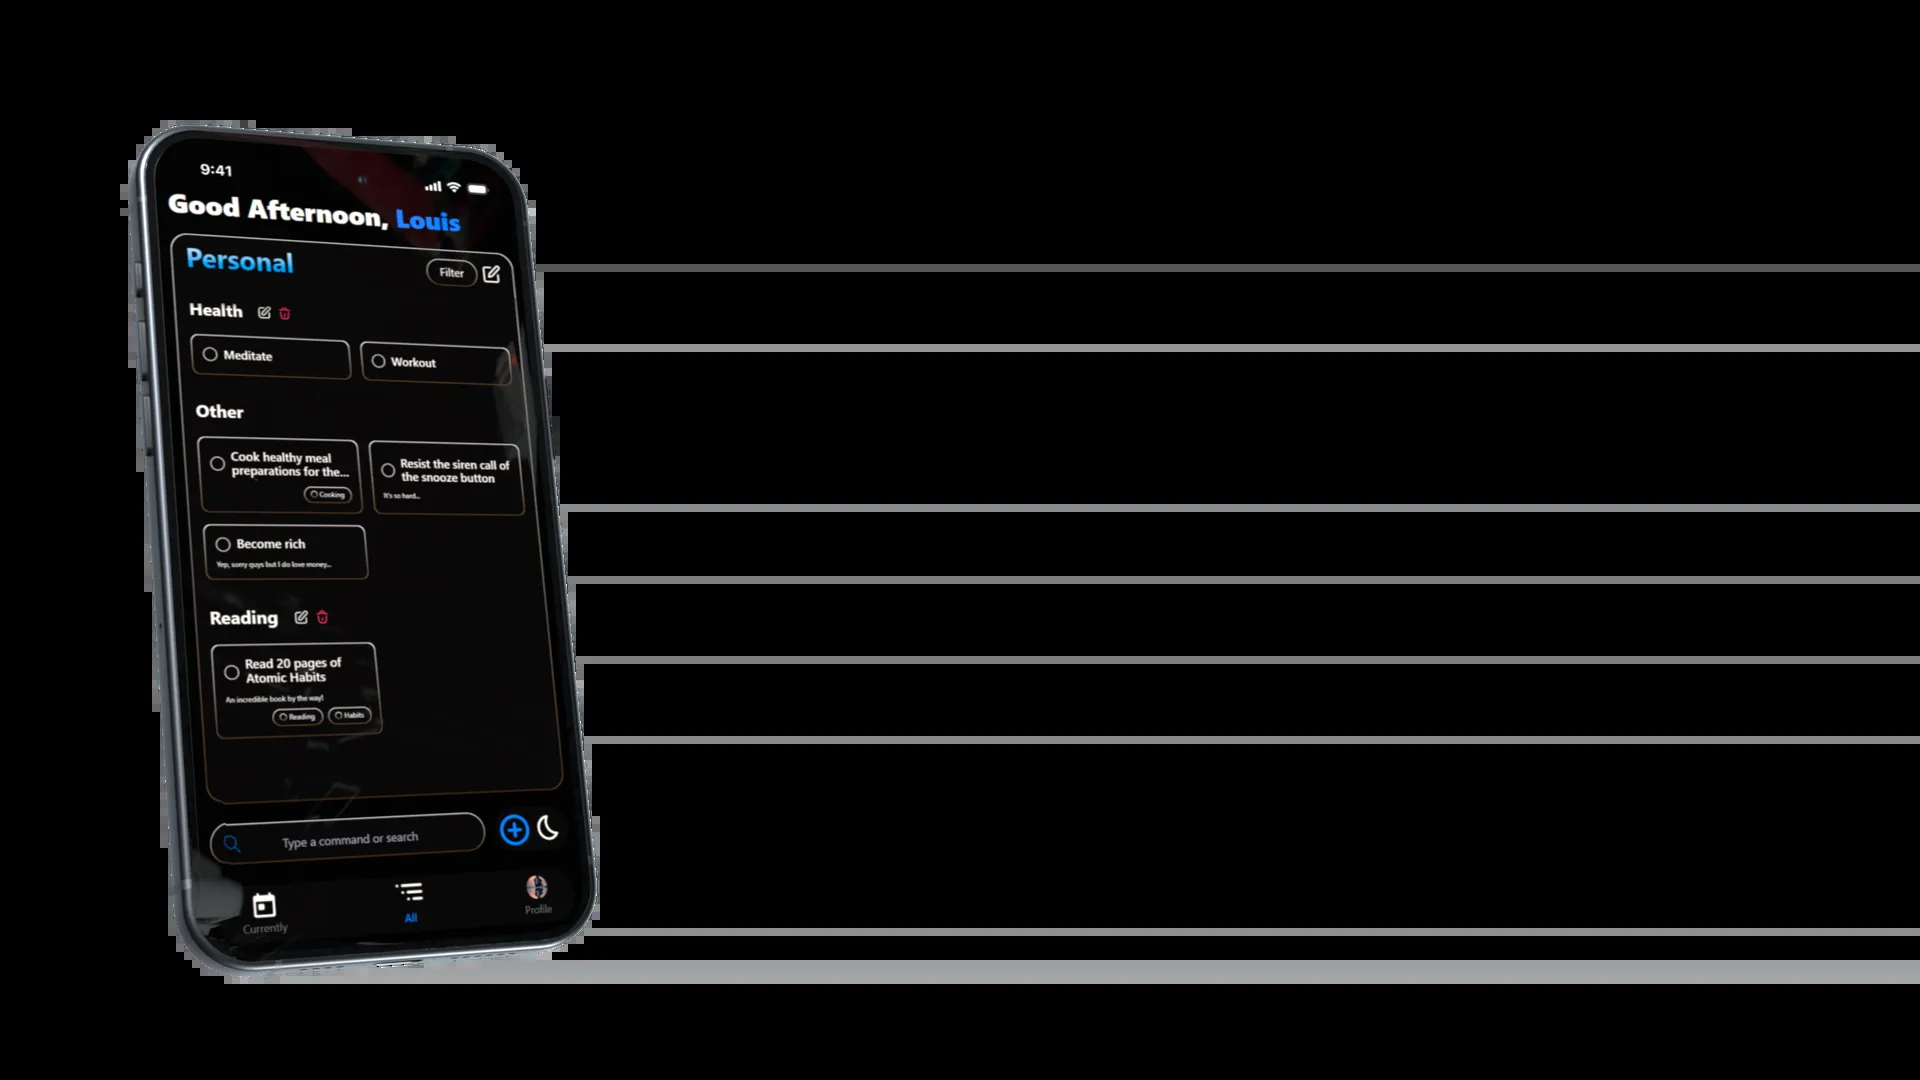 9:41
Good Afternoon, Louis
Personal
Filter
Health
Meditate
Workout
Other
Cook healthy meal
preparations for the...
Cooking
Resist the siren call of
the snooze button
It's so hard...
Become rich
Yep, sorry guys but I do love money...
Reading
Read 20 pages of
Atomic Habits
An incredible book by the way!
Reading
Habits
Type a command or search
Currently
All
Profile